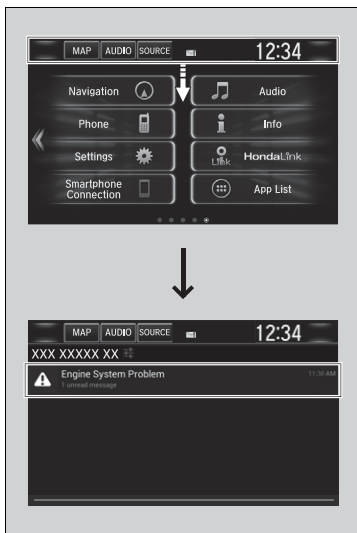 MAP AUDIO SOURCE 12:34
Navigation Audio
Phone Info
Settings Link HondaLink
Smartphone
Connection App List
MAP AUDIO SOURCE 12:34
XXX XXXXX XX
Engine System Problem 11:38 AM
1 unread message